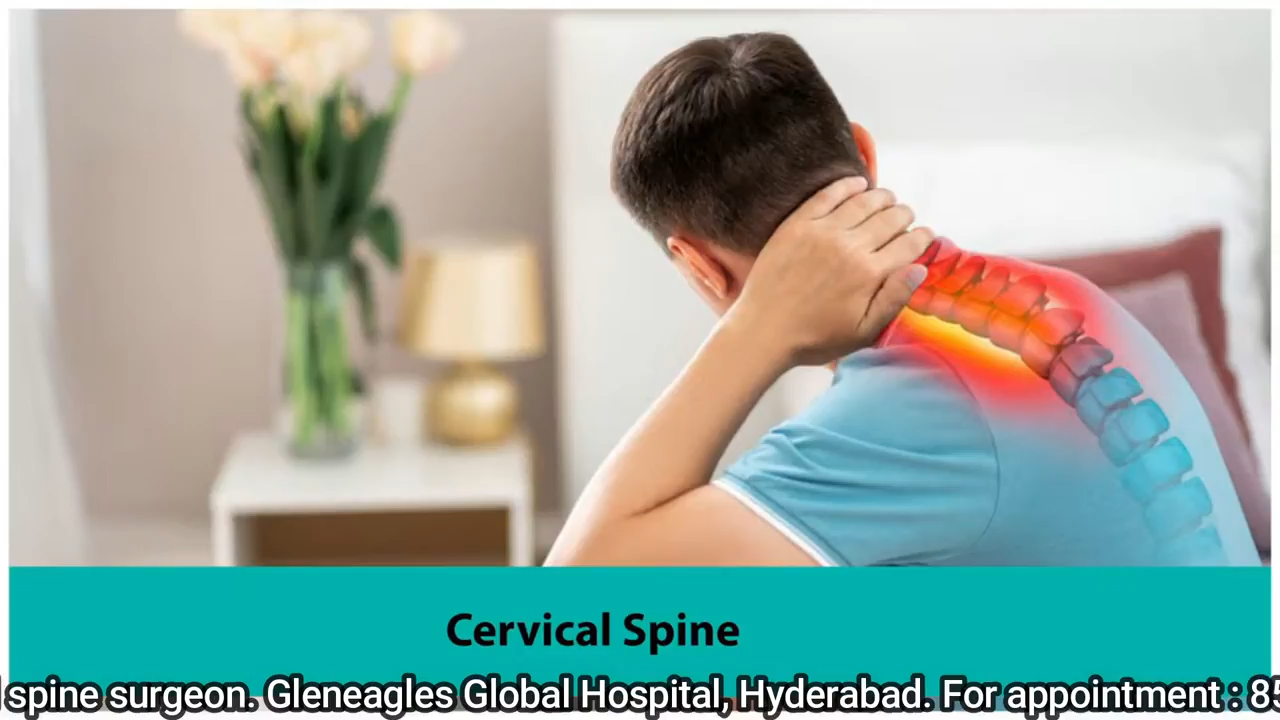 Cervical Spine
spine surgeon. Gleneagles Global Hospital, Hyderabad. For appointment : 85